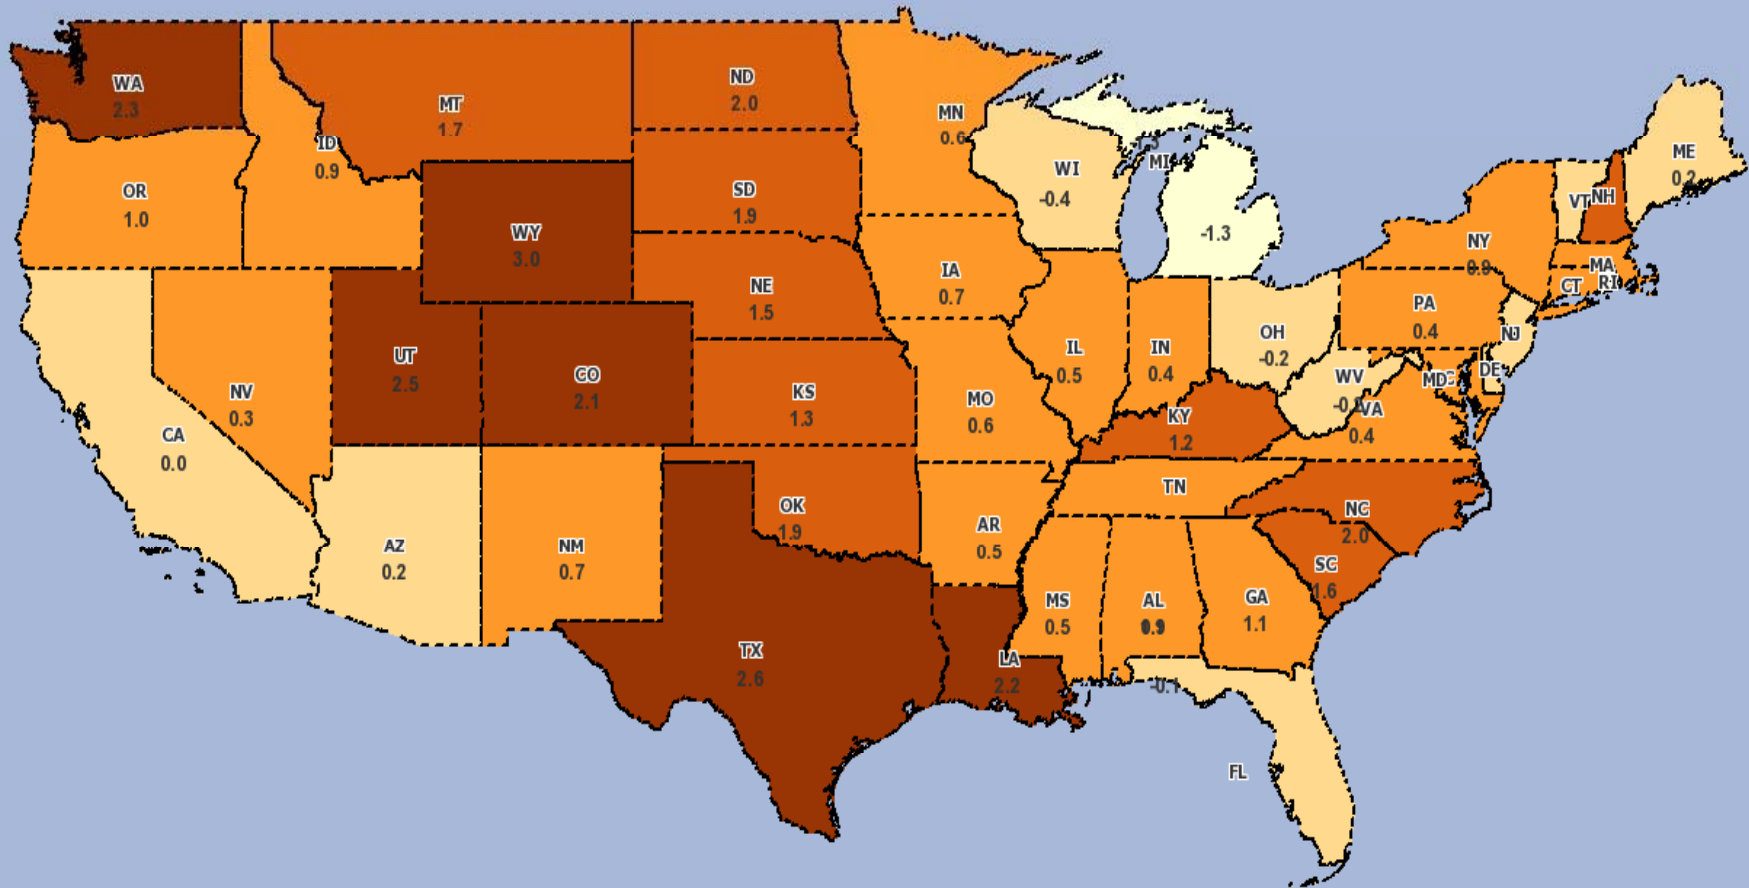 WA
2.3
MT
1.7
ND
2.0
MN
0.6
ID
0.9
OR
1.0
WY
3.0
SD
1.9
WI
-0.4
MI
-1.3
ME
0.2
VT
NH
NY
0.9
MA
CT
RI
IA
0.7
NE
1.5
PA
0.4
NJ
OH
-0.2
IL
0.5
IN
0.4
UT
2.5
CO
2.1
NV
0.3
KS
1.3
MO
0.6
WV
DE
MD
VA
0.4
KY
1.2
CA
0.0
TN
OK
1.9
NC
2.0
AR
0.5
AZ
0.2
NM
0.7
SC
1.6
MS
0.5
AL
GA
1.1
TX
2.6
LA
2.2
-0.1
FL